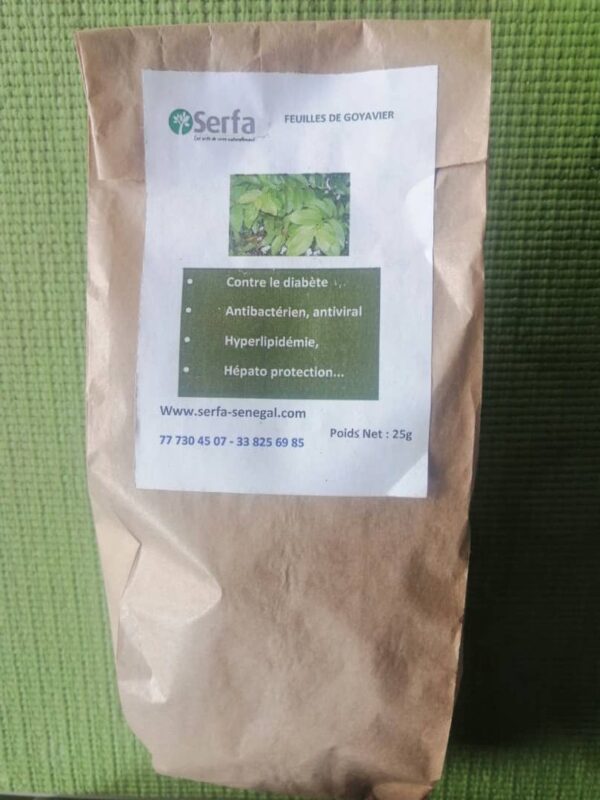 Serfa
FEUILLES DE GOYAVIER
Contre le diabète ...
Antibactérien, antiviral
Hyperlipidémie,
Hépato protection...
Www.serfa-senegal.com
Poids Net : 25g
77 730 45 07 - 33 825 69 85